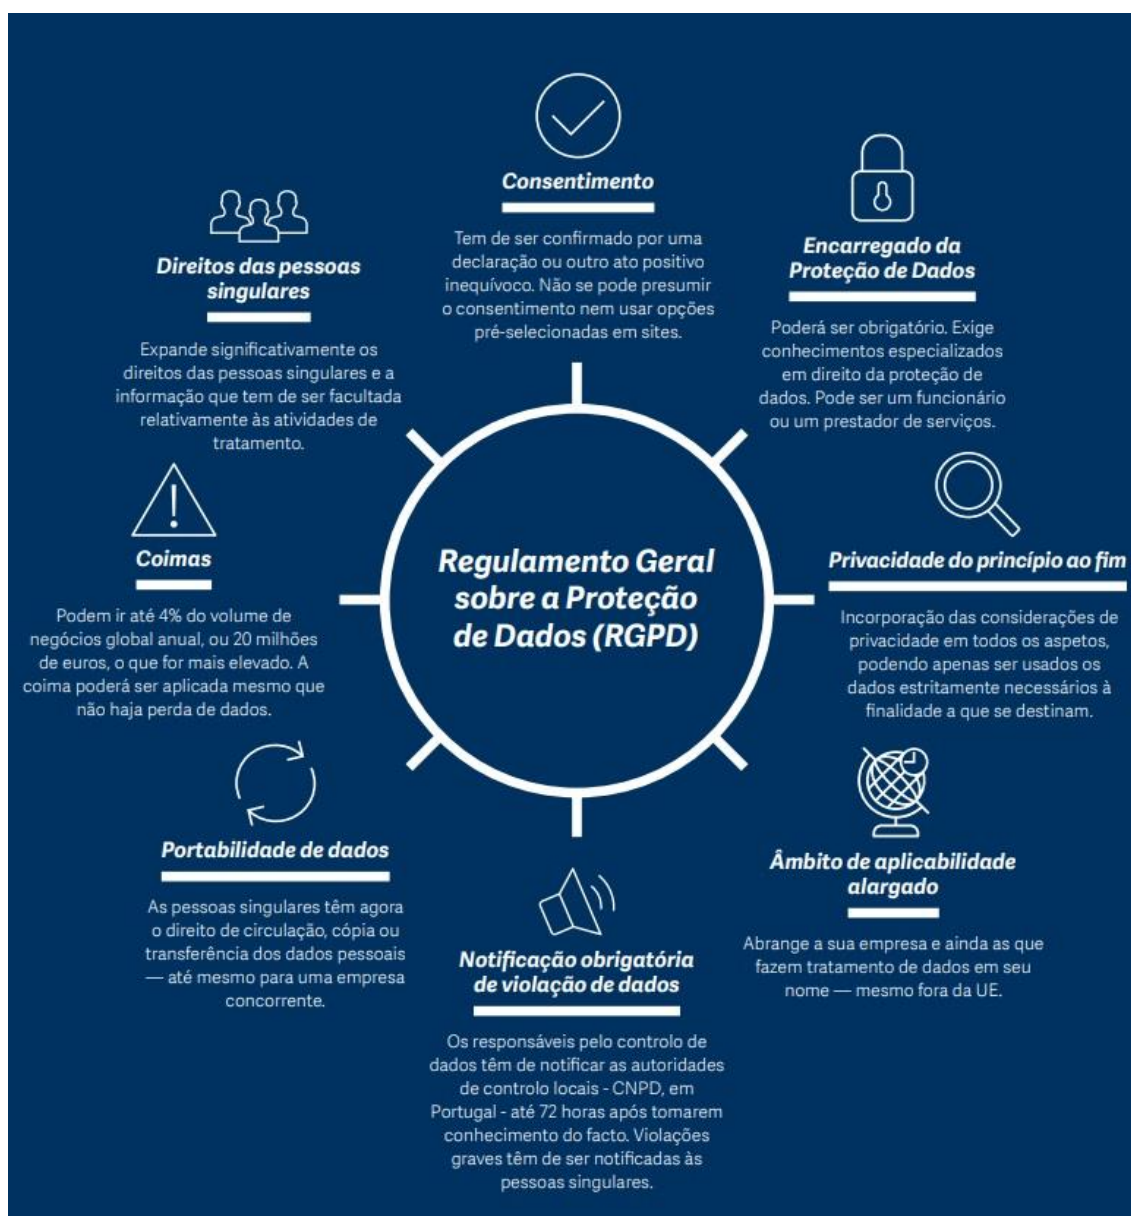 Consentimento
Tem de ser confirmado por uma
declaração ou outro ato positivo
inequívoco. Não se pode presumir
o consentimento nem usar opções
pré-selecionadas em sites.
Encarregado da
Proteção de Dados
Poderá ser obrigatório. Exige
conhecimentos especializados
em direito da proteção de
dados. Pode ser um funcionário
ou um prestador de serviços.
Privacidade do princípio ao fim
Incorporação das considerações de
privacidade em todos os aspetos,
podendo apenas ser usados os
dados estritamente necessários à
finalidade a que se destinam.
Âmbito de aplicabilidade
alargado
Abrange a sua empresa e ainda as que
fazem tratamento de dados em seu
nome — mesmo fora da UE.
Notificação obrigatória
de violação de dados
Os responsáveis pelo controlo de
dados têm de notificar as autoridades
de controlo locais - CNPD, em
Portugal - até 72 horas após tomarem
conhecimento do facto. Violações
graves têm de ser notificadas às
pessoas singulares.
Portabilidade de dados
As pessoas singulares têm agora
o direito de circulação, cópia ou
transferência dos dados pessoais
— até mesmo para uma empresa
concorrente.
Coimas
Podem ir até 4% do volume de
negócios global anual, ou 20 milhões
de euros, o que for mais elevado. A
coima poderá ser aplicada mesmo que
não haja perda de dados.
Direitos das pessoas
singulares
Expande significativamente os
direitos das pessoas singulares e a
informação que tem de ser facultada
relativamente às atividades de
tratamento.
Regulamento Geral
sobre a Proteção
de Dados (RGPD)